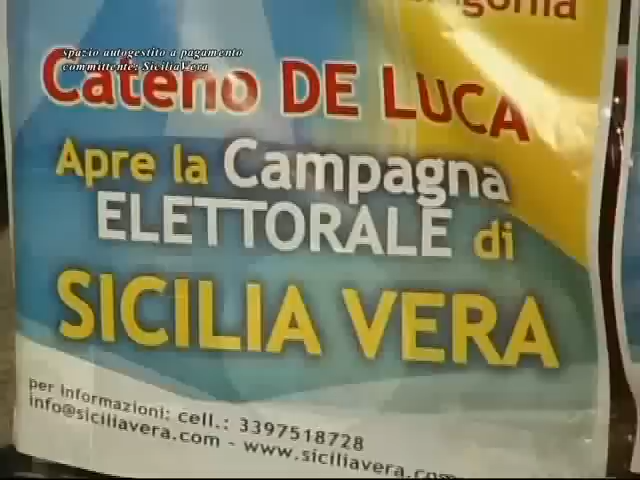 spazio autogestito a pagamento
committente: SiciliaVera
Cateno DE LUCA
Apre la Campagna
ELETTORALE di
SICILIA VERA
per informazioni: cell.: 3397518728
info@siciliavera.com - www.siciliavera.com